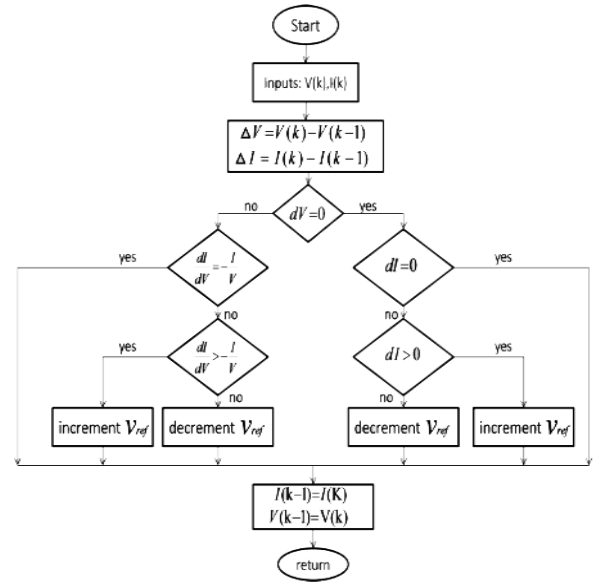 Start
inputs: V(k),I(k)
ΔV=V(k)−V(k−1)
ΔI=I(k)−I(k−1)
no
dV=0
yes
yes
dI/dV=−I/V
dI=0
yes
no
no
yes
dI/dV>−I/V
dI>0
yes
no
no
increment Vref
decrement Vref
decrement Vref
increment Vref
I(k−1)=I(K)
V(k−1)=V(k)
return